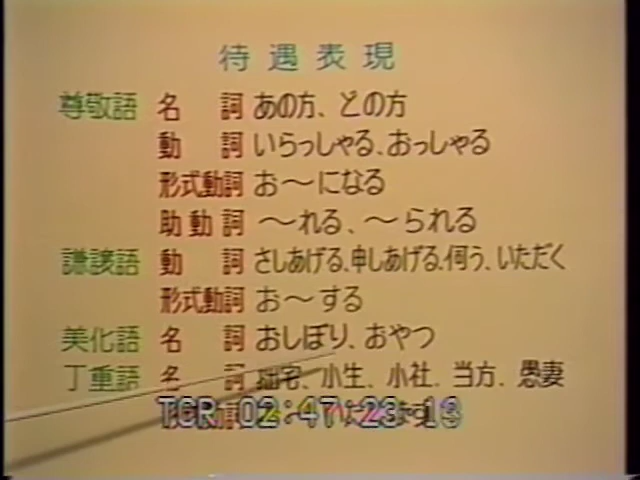 待遇表現
尊敬語 名詞 あの方、どの方
動詞 いらっしゃる、おっしゃる
形式動詞 お〜になる
助動詞 〜れる、〜られる
謙譲語 動詞 さしあげる、申しあげる、伺う、いただく
形式動詞 お〜する
美化語 名詞 おしぼり、おやつ
丁重語 名詞 拙宅、小生、小社、当方、愚妻
TCR 02:47:23:13